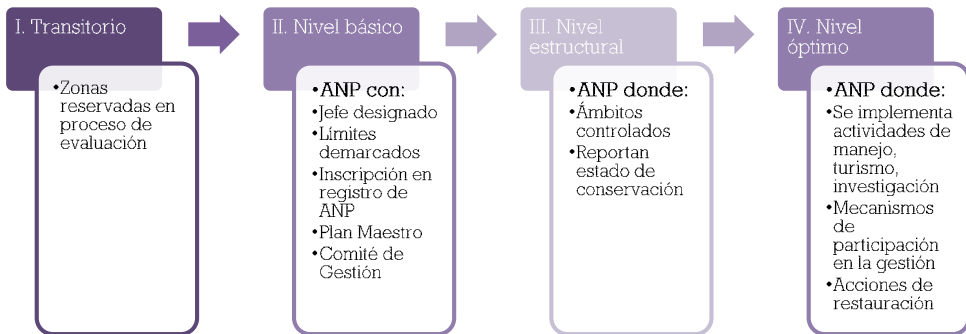 I. Transitorio
•Zonas
reservadas en
proceso de
evaluación
II. Nivel básico
•ANP con:
•Jefe designado
•Límites
demarcados
•Inscripción en
registro de
ANP
•Plan Maestro
•Comité de
Gestión
III. Nivel
estructural
•ANP donde:
•Ámbitos
controlados
•Reportan
estado de
conservación
IV. Nivel
óptimo
•ANP donde:
•Se implementa
actividades de
manejo,
turismo,
investigación
•Mecanismos
de
participación
en la gestión
•Acciones de
restauración